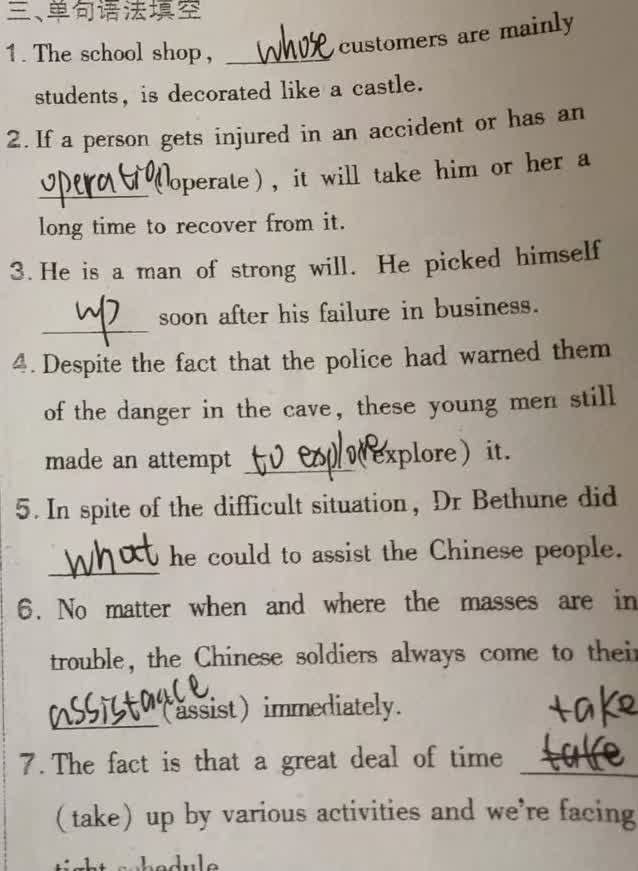 三、单句语法填空
1. The school shop, whose customers are mainly
students, is decorated like a castle.
2. If a person gets injured in an accident or has an
operation (operate), it will take him or her a
long time to recover from it.
3. He is a man of strong will. He picked himself
up soon after his failure in business.
4. Despite the fact that the police had warned them
of the danger in the cave, these young men still
made an attempt to explore (explore) it.
5. In spite of the difficult situation, Dr Bethune did
what he could to assist the Chinese people.
6. No matter when and where the masses are in
trouble, the Chinese soldiers always come to their
assistance (assist) immediately.
take
7. The fact is that a great deal of time take
(take) up by various activities and we're facing
tight schedule